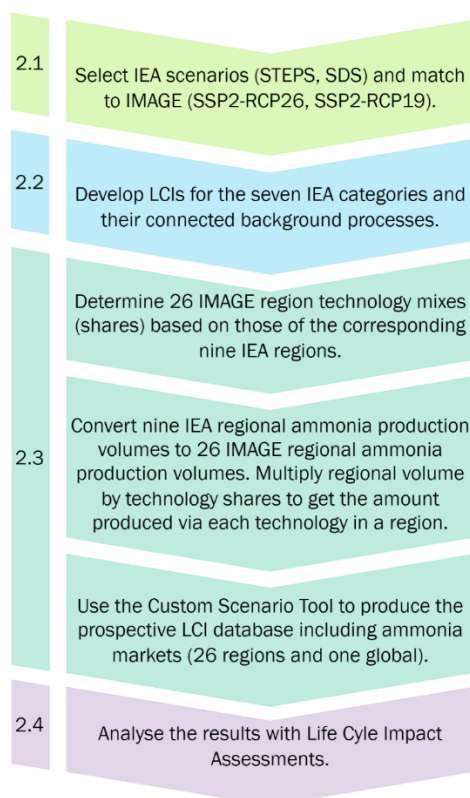 2.1
Select IEA scenarios (STEPS, SDS) and match
to IMAGE (SSP2-RCP26, SSP2-RCP19).
2.2
Develop LCIs for the seven IEA categories and
their connected background processes.
2.3
Determine 26 IMAGE region technology mixes
(shares) based on those of the corresponding
nine IEA regions.
Convert nine IEA regional ammonia production
volumes to 26 IMAGE regional ammonia
production volumes. Multiply regional volume
by technology shares to get the amount
produced via each technology in a region.
Use the Custom Scenario Tool to produce the
prospective LCI database including ammonia
markets (26 regions and one global).
2.4
Analyse the results with Life Cyle Impact
Assessments.